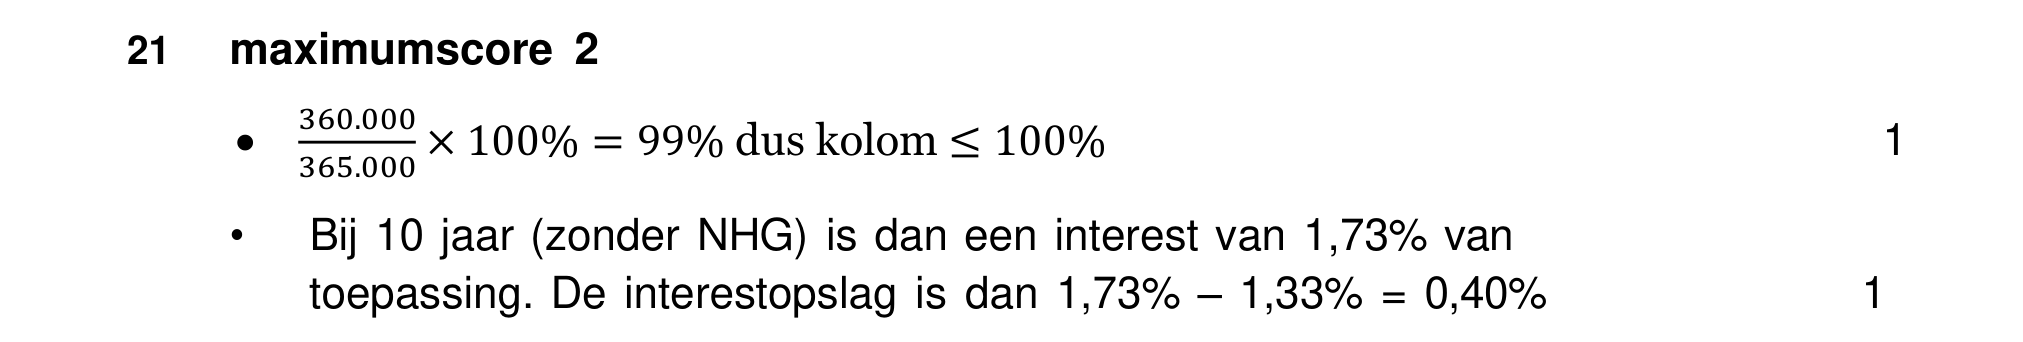 21 maximumscore 2
• 360.000/365.000 × 100% = 99% dus kolom ≤ 100% 1
• Bij 10 jaar (zonder NHG) is dan een interest van 1,73% van
toepassing. De interestopslag is dan 1,73% – 1,33% = 0,40% 1